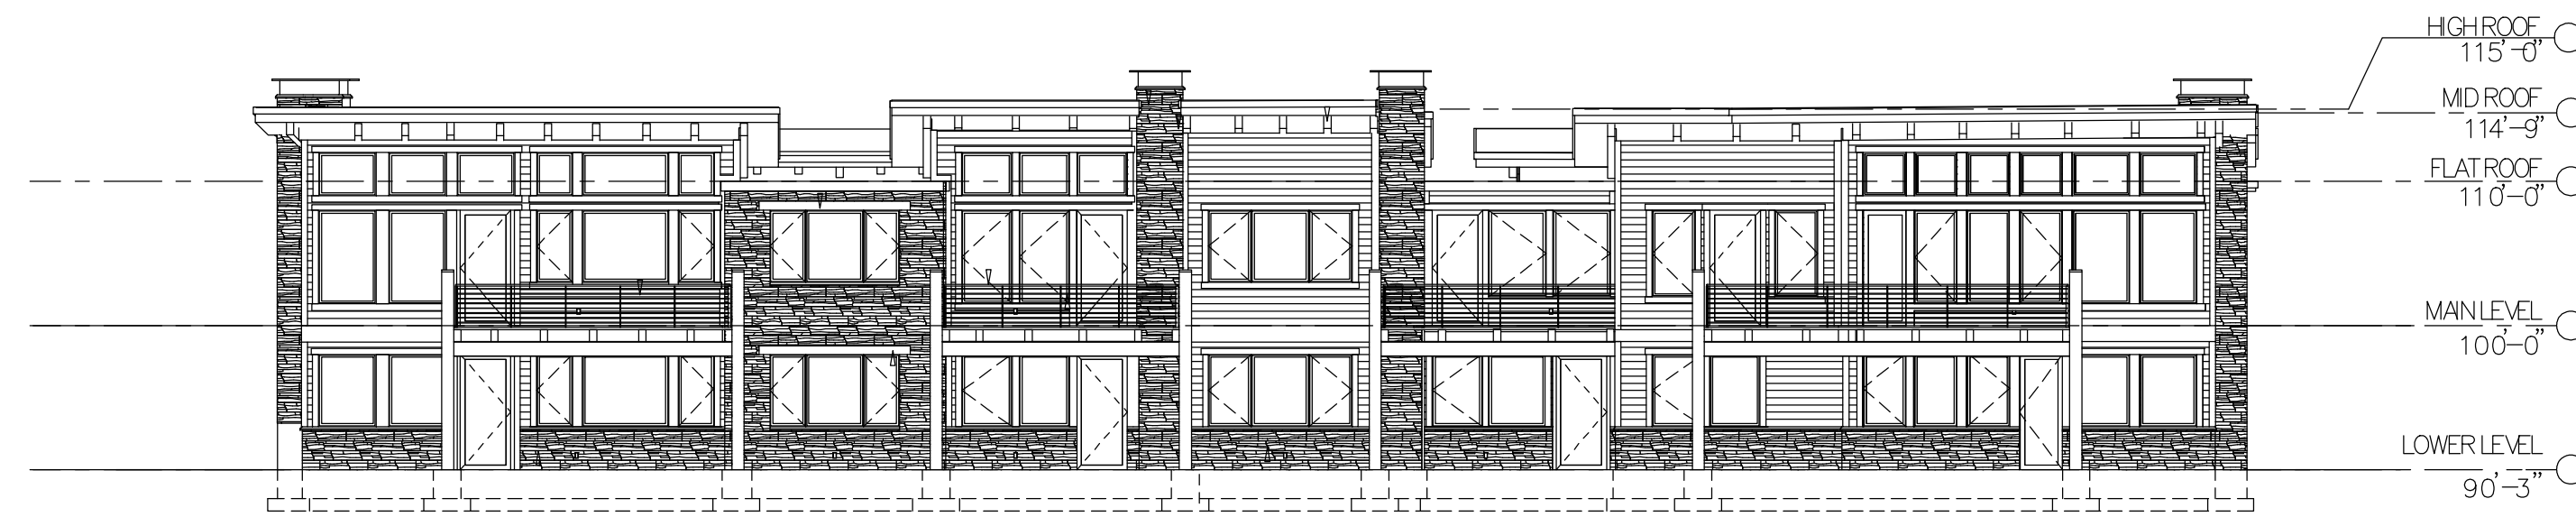 HIGH ROOF
115'-0"
MID ROOF
114'-9"
FLAT ROOF
110'-0"
MAIN LEVEL
100'-0"
LOWER LEVEL
90'-3"